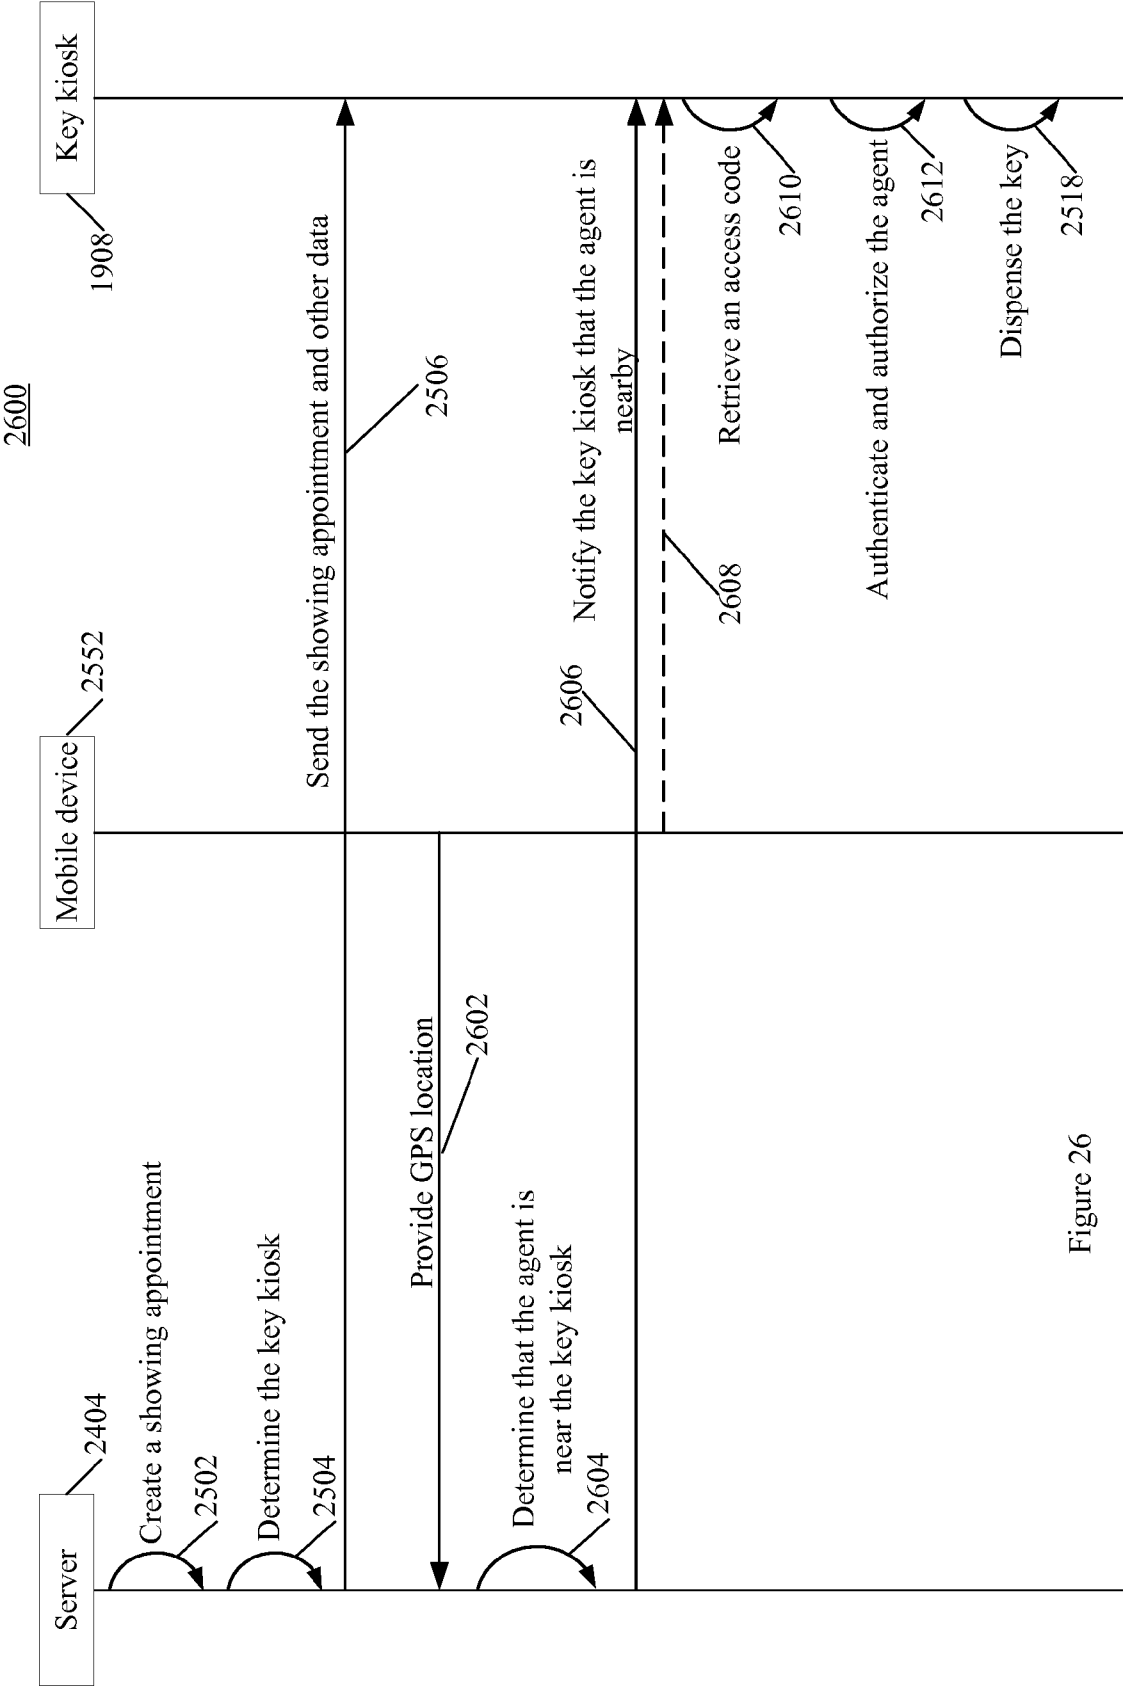 2600
Server
2404
Mobile device
2552
Key kiosk
1908
Create a showing appointment
2502
Determine the key kiosk
2504
Send the showing appointment and other data
2506
Provide GPS location
2602
Determine that the agent is
near the key kiosk
2604
Notify the key kiosk that the agent is
nearby
2606
2608
Retrieve an access code
2610
Authenticate and authorize the agent
2612
Dispense the key
2518
Figure 26